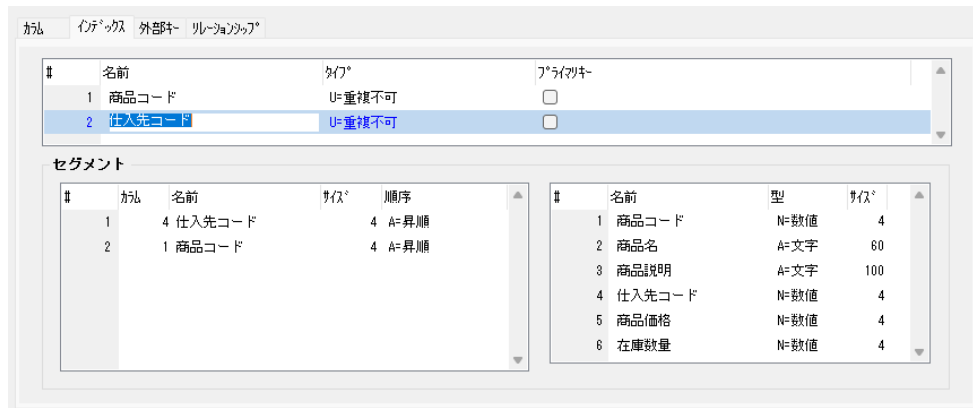 カラム インデックス 外部キー リレーションシップ
# 名前 タイプ プライマリキー
1 商品コード U=重複不可
2 仕入先コード U=重複不可
セグメント
# カラム 名前 サイズ 順序
1 4 仕入先コード 4 A=昇順
2 1 商品コード 4 A=昇順
# 名前 型 サイズ
1 商品コード N=数値 4
2 商品名 A=文字 60
3 商品説明 A=文字 100
4 仕入先コード N=数値 4
5 商品価格 N=数値 4
6 在庫数量 N=数値 4